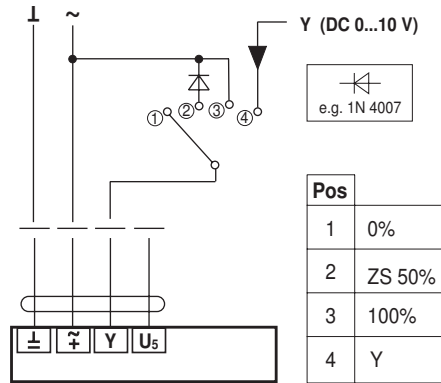 ⊥ ~
Y (DC 0...10 V)
① ② ③ ④
e.g. 1N 4007
Pos
1 0%
2 ZS 50%
3 100%
4 Y
⊥ ~+ Y U5